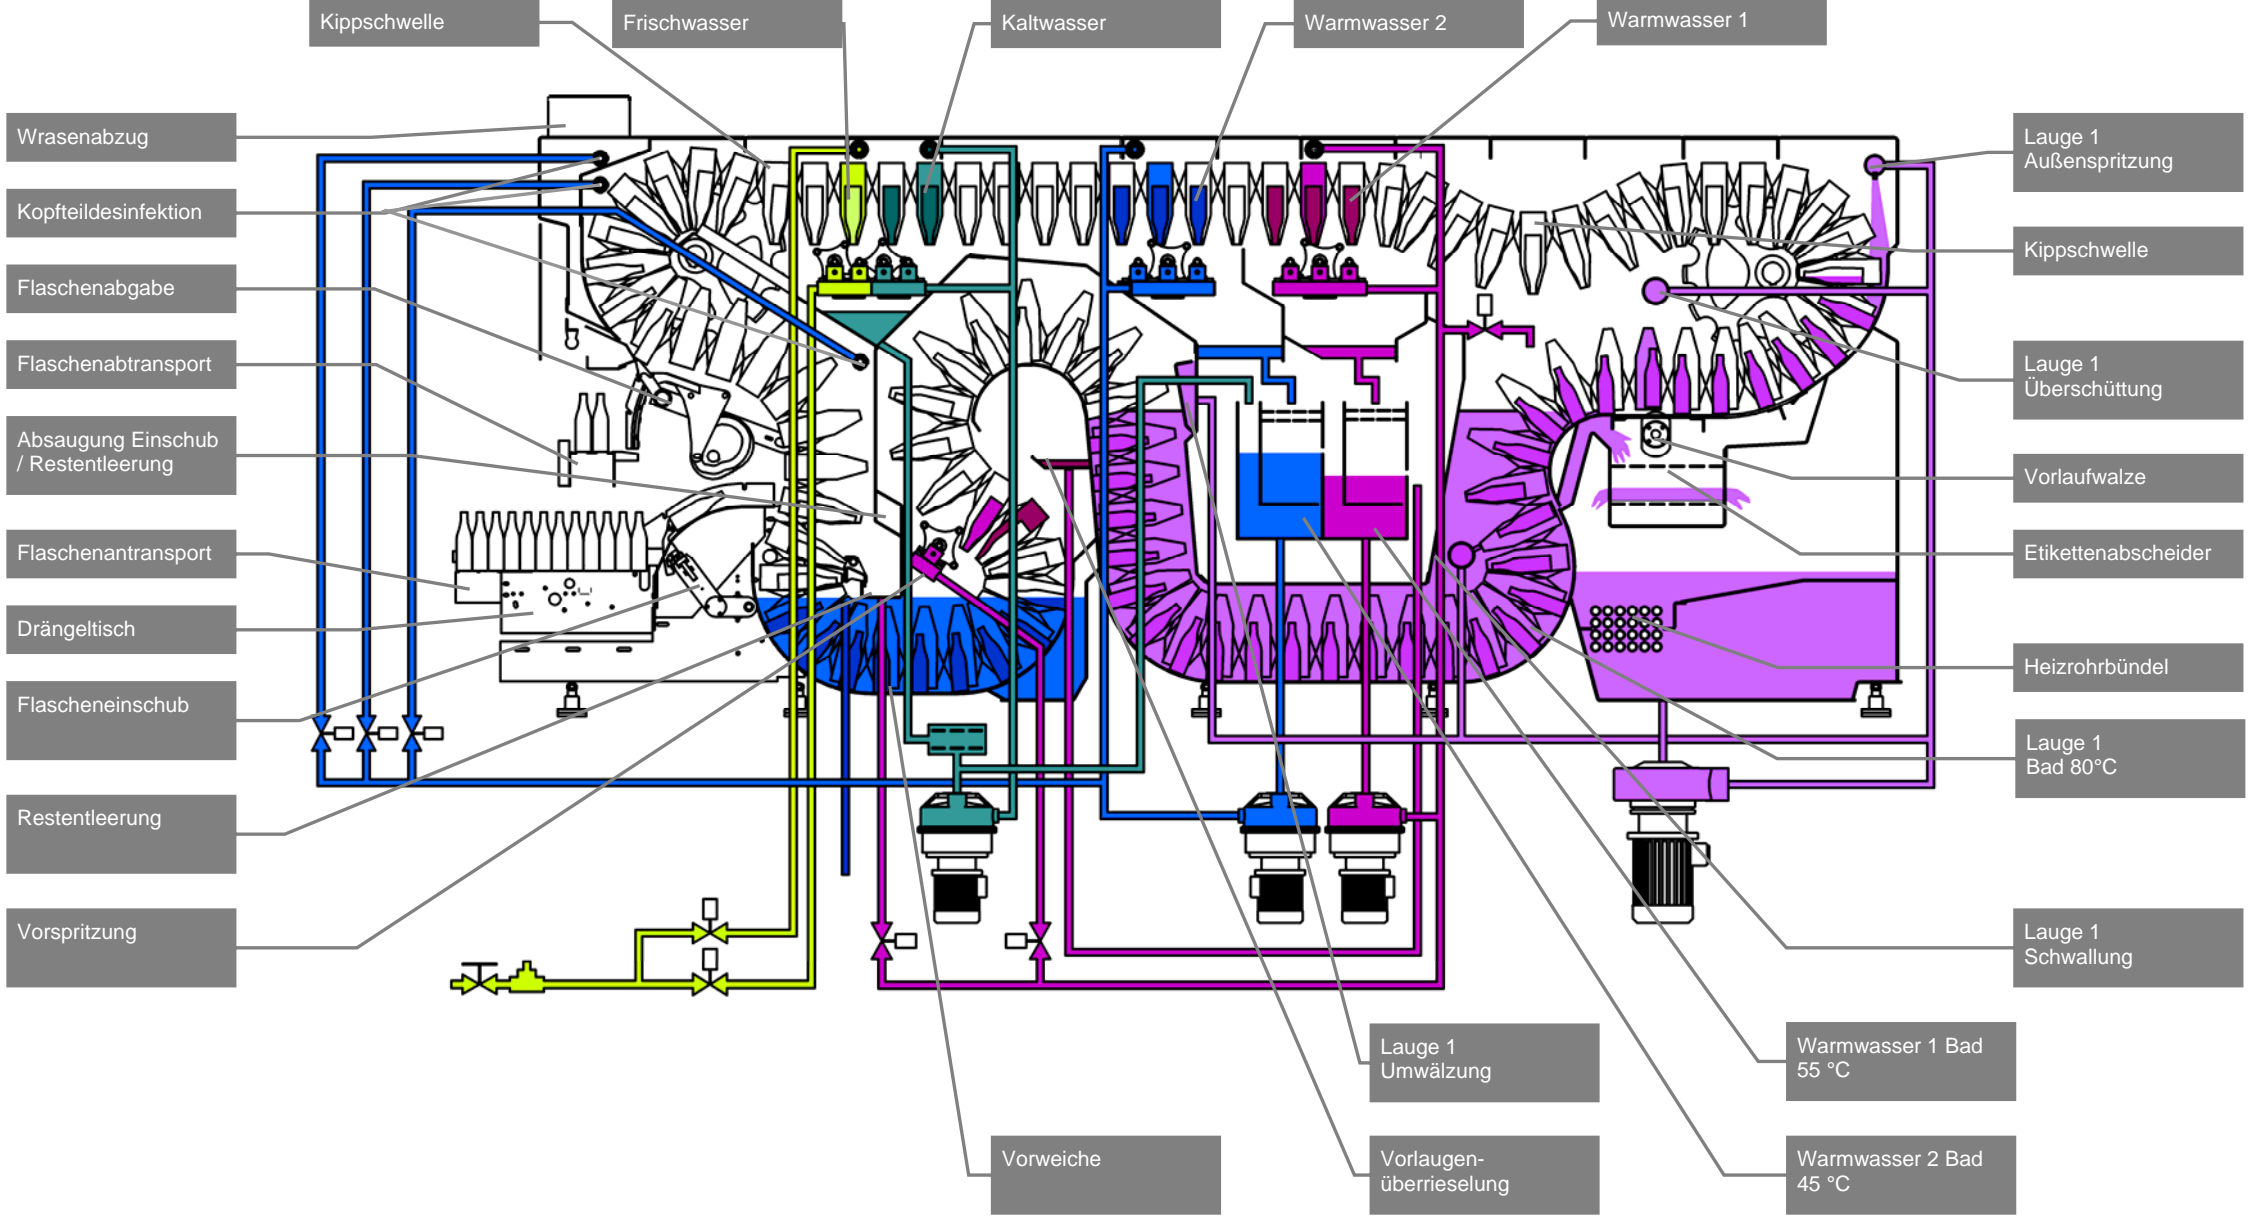 Kippschwelle
Frischwasser
Kaltwasser
Warmwasser 2
Warmwasser 1
Wrasenabzug
Kopfteildesinfektion
Flaschenabgabe
Flaschenabtransport
Absaugung Einschub
/ Restentleerung
Flaschenantransport
Drängeltisch
Flascheneinschub
Restentleerung
Vorspritzung
Lauge 1
Außenspritzung
Kippschwelle
Lauge 1
Überschüttung
Vorlaufwalze
Etikettenabscheider
Heizrohrbündel
Lauge 1
Bad 80°C
Lauge 1
Schwallung
Lauge 1
Umwälzung
Warmwasser 1 Bad
55 °C
Vorweiche
Vorlaugen-
überrieselung
Warmwasser 2 Bad
45 °C